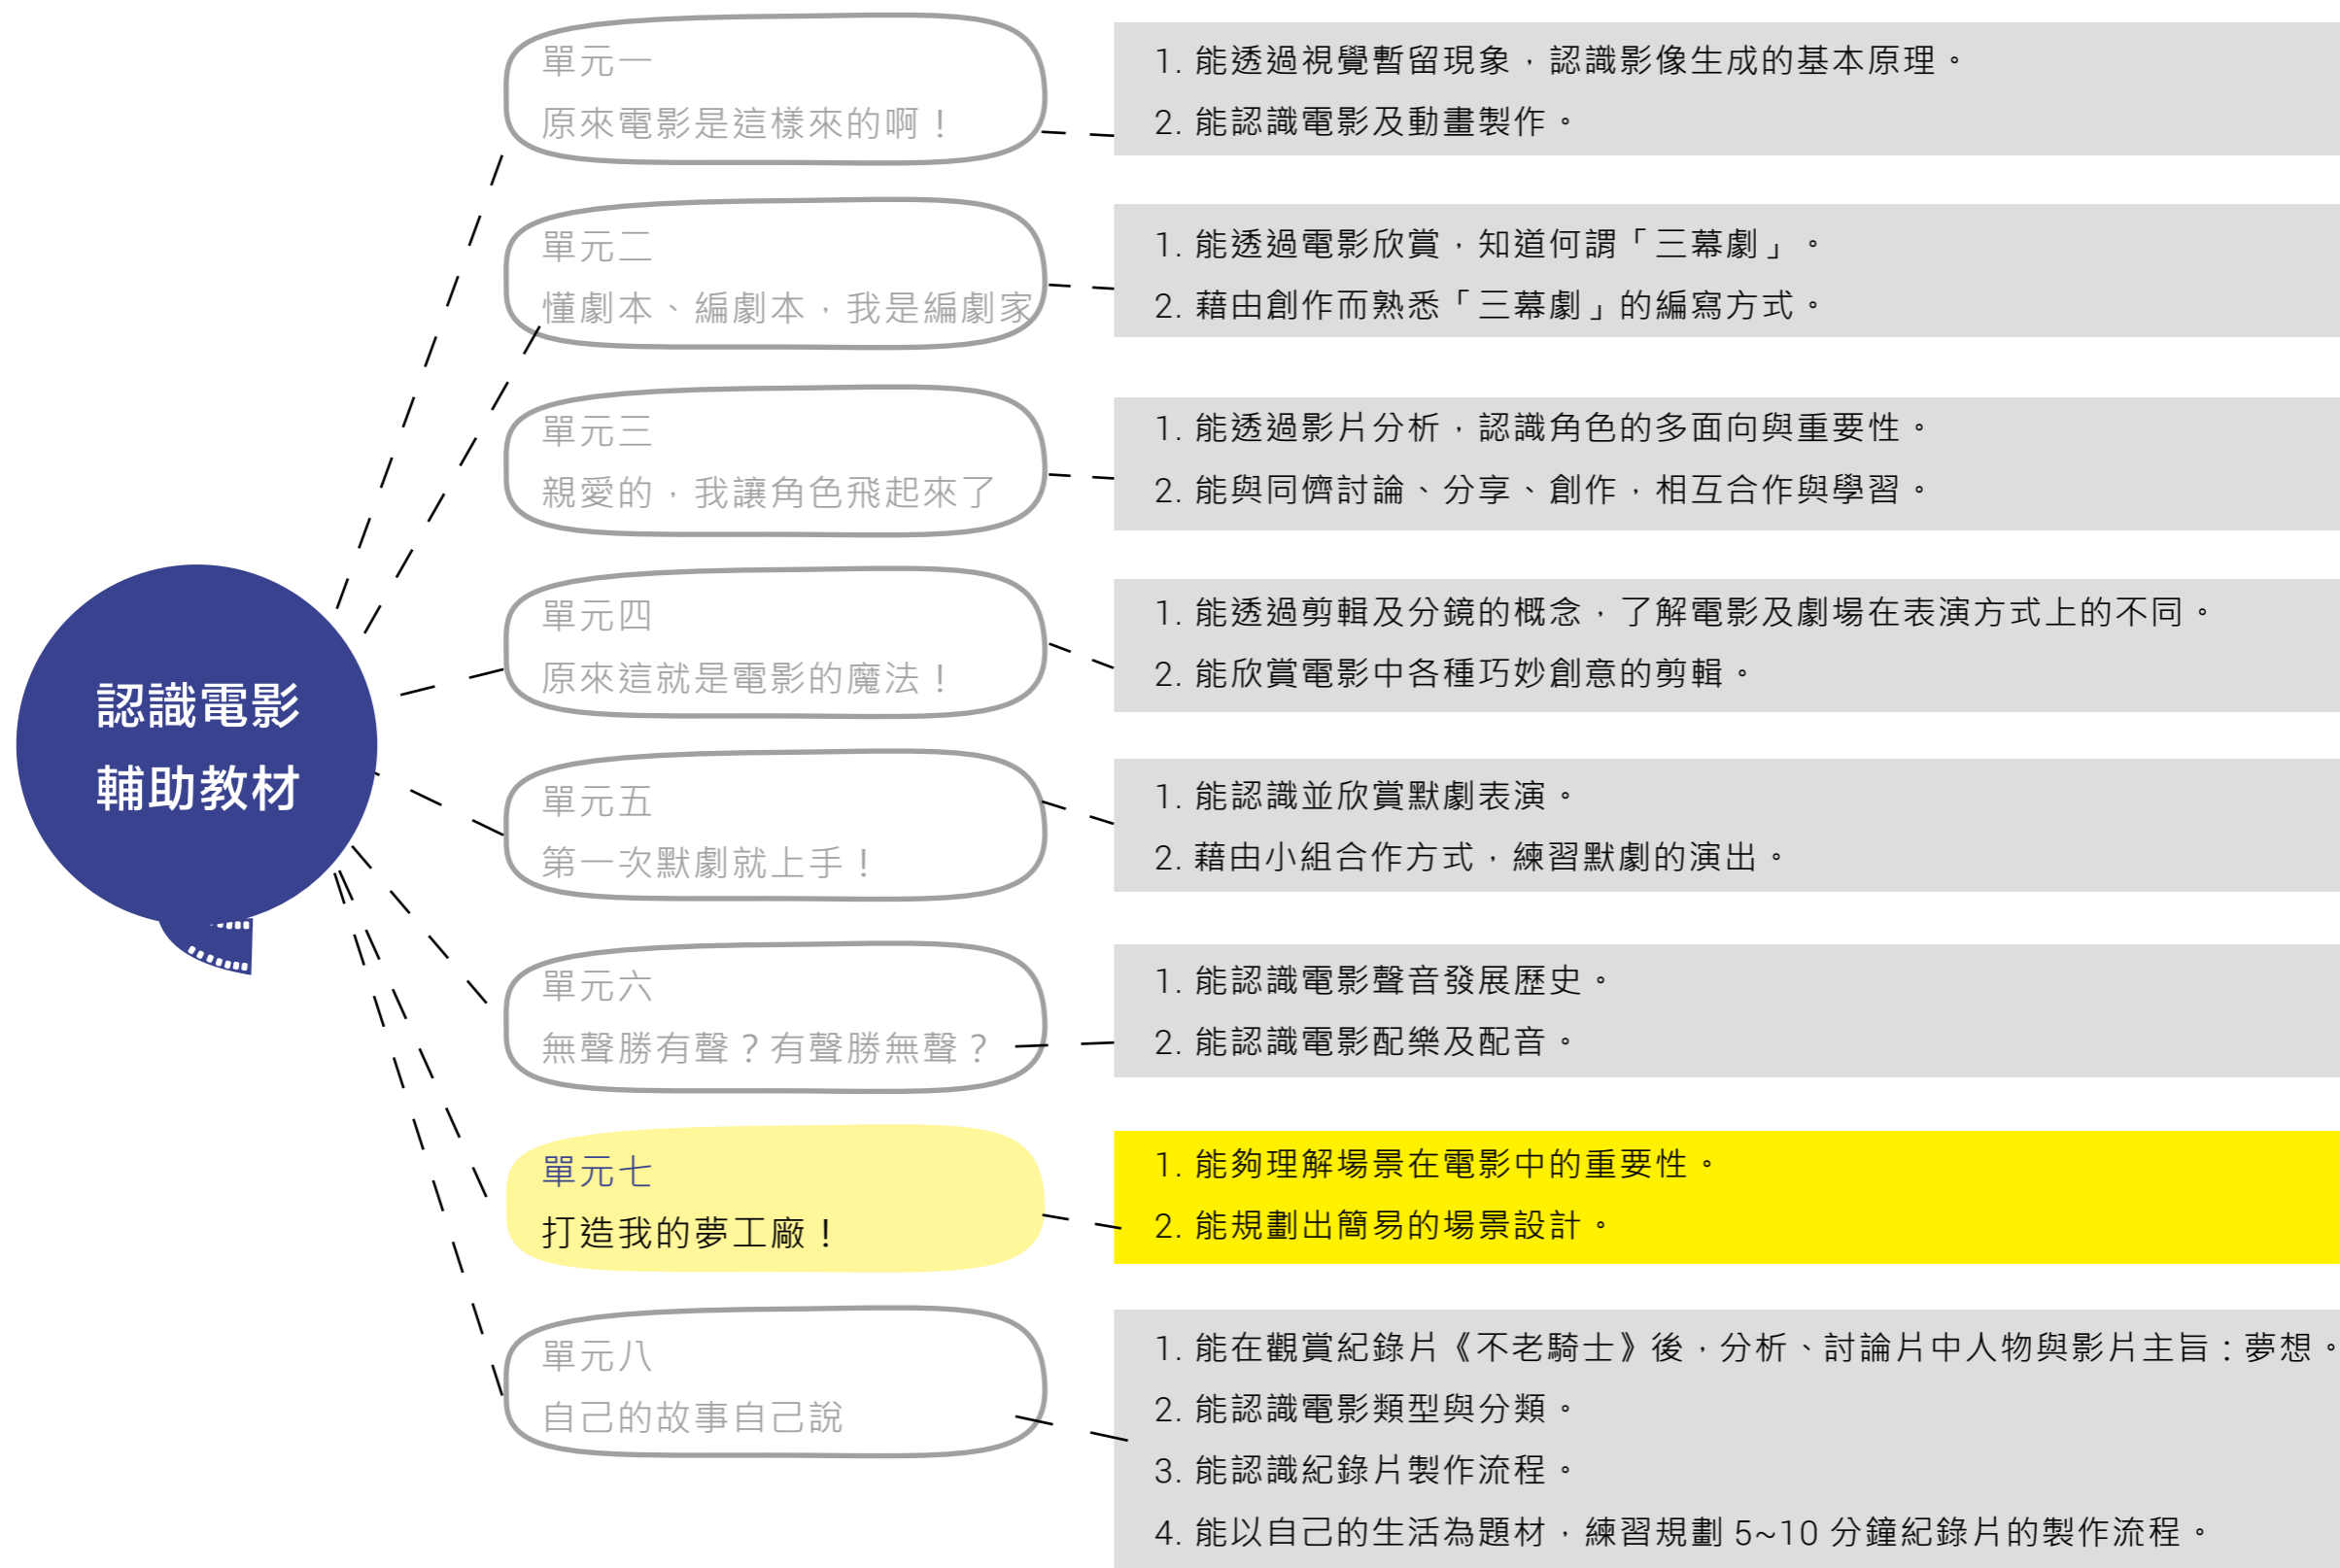 認識電影
輔助教材
單元一
原來電影是這樣來的啊！
1. 能透過視覺暫留現象，認識影像生成的基本原理。
2. 能認識電影及動畫製作。
單元二
懂劇本、編劇本，我是編劇家
1. 能透過電影欣賞，知道何謂「三幕劇」。
2. 藉由創作而熟悉「三幕劇」的編寫方式。
單元三
親愛的，我讓角色飛起來了
1. 能透過影片分析，認識角色的多面向與重要性。
2. 能與同儕討論、分享、創作，相互合作與學習。
單元四
原來這就是電影的魔法！
1. 能透過剪輯及分鏡的概念，了解電影及劇場在表演方式上的不同。
2. 能欣賞電影中各種巧妙創意的剪輯。
單元五
第一次默劇就上手！
1. 能認識並欣賞默劇表演。
2. 藉由小組合作方式，練習默劇的演出。
單元六
無聲勝有聲？有聲勝無聲？
1. 能認識電影聲音發展歷史。
2. 能認識電影配樂及配音。
單元七
打造我的夢工廠！
1. 能夠理解場景在電影中的重要性。
2. 能規劃出簡易的場景設計。
單元八
自己的故事自己說
1. 能在觀賞紀錄片《不老騎士》後，分析、討論片中人物與影片主旨：夢想。
2. 能認識電影類型與分類。
3. 能認識紀錄片製作流程。
4. 能以自己的生活為題材，練習規劃 5~10 分鐘紀錄片的製作流程。